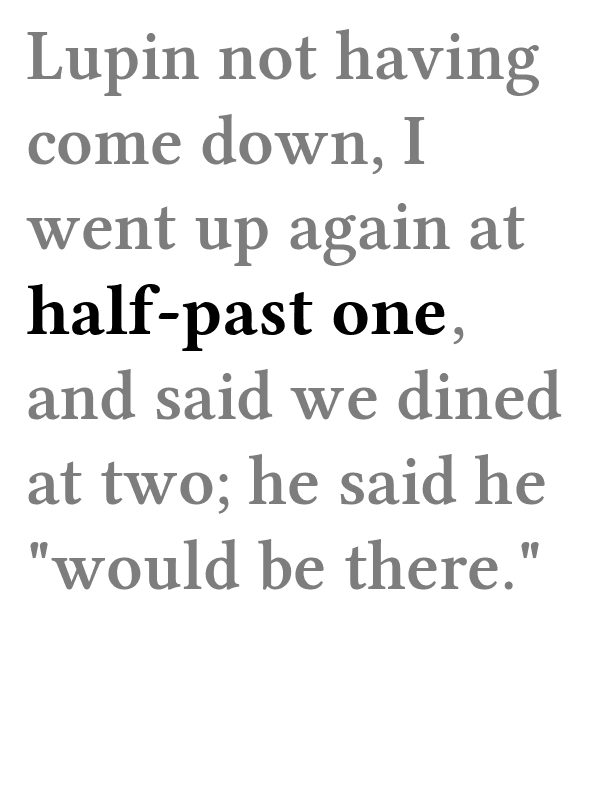 Lupin not having
come down, I
went up again at
half-past one,
and said we dined
at two; he said he
"would be there."